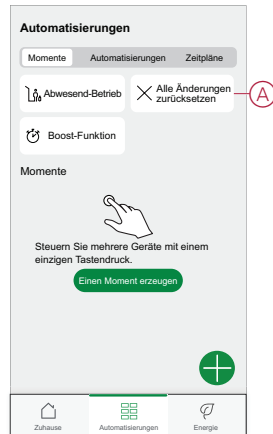 Automatisierungen
Momente Automatisierungen Zeitpläne
Abwesend-Betrieb
Alle Änderungen
zurücksetzen
A
Boost-Funktion
Momente
Steuern Sie mehrere Geräte mit einem
einzigen Tastendruck.
Einen Moment erzeugen
Zuhause Automatisierungen Energie